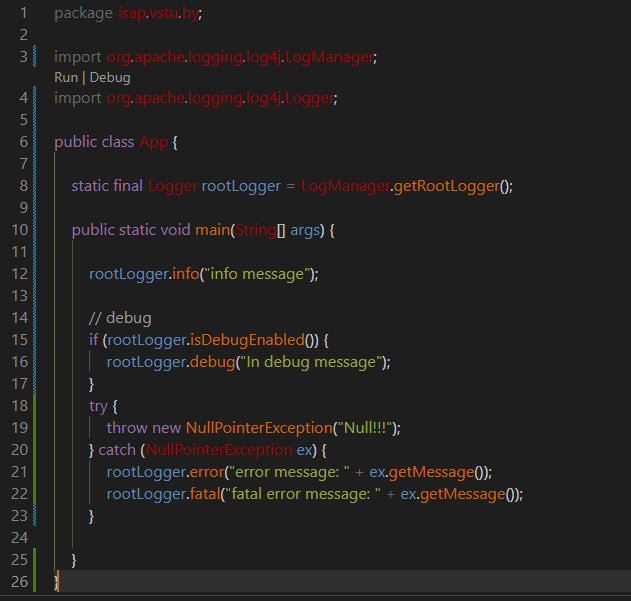 1 package isap.vstu.by;
2
3 import org.apache.logging.log4j.LogManager;
Run | Debug
4 import org.apache.logging.log4j.Logger;
5
6 public class App {
7
8 static final Logger rootLogger = LogManager.getRootLogger();
9
10 public static void main(String[] args) {
11
12 rootLogger.info("info message");
13
14 // debug
15 if (rootLogger.isDebugEnabled()) {
16 rootLogger.debug("In debug message");
17 }
18 try {
19 throw new NullPointerException("Null!!!");
20 } catch (NullPointerException ex) {
21 rootLogger.error("error message: " + ex.getMessage());
22 rootLogger.fatal("fatal error message: " + ex.getMessage());
23 }
24
25 }
26 }